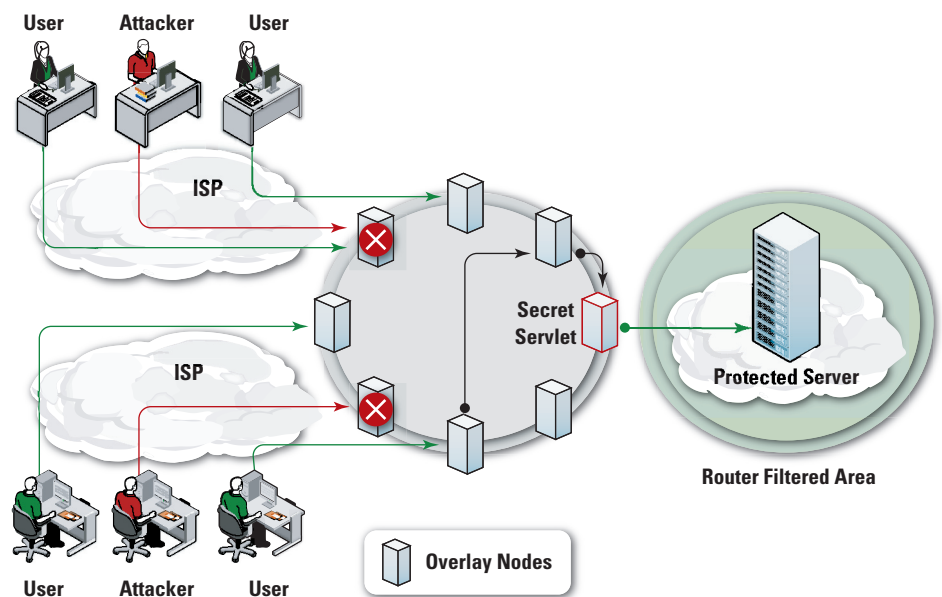 User
Attacker
User
ISP
Secret
Servlet
ISP
Protected Server
Router Filtered Area
Overlay Nodes
User
Attacker
User